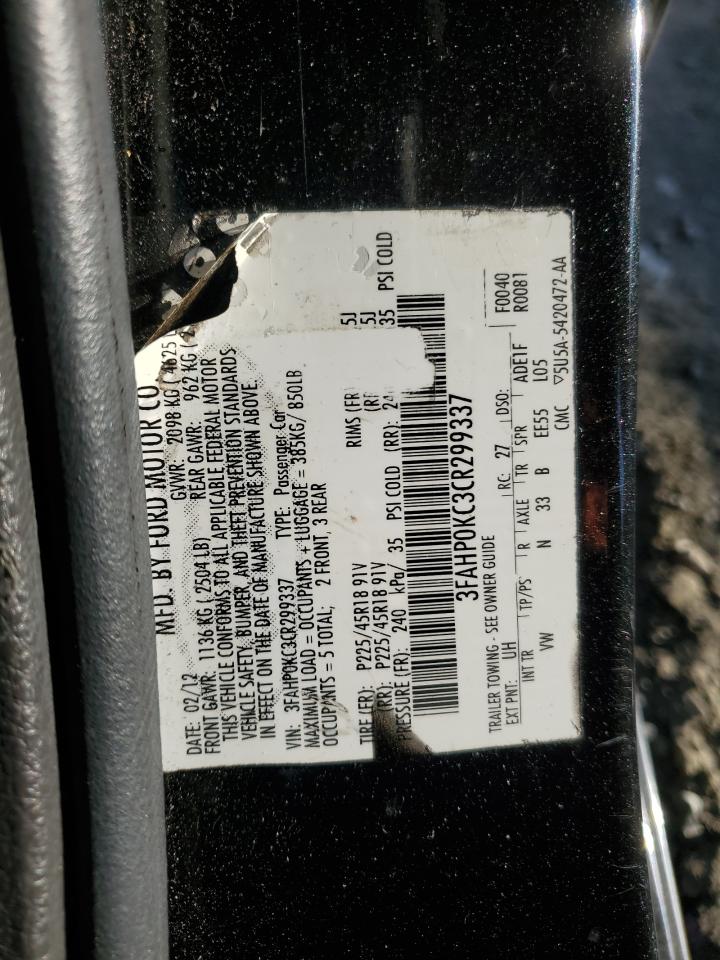 MFD. BY FORD MOTOR CO.
DATE: 02/12 GVWR: 2098 KG ( 4625
FRONT GAWR: 1136 KG ( 2504 LB) REAR GAWR: 962 KG (
THIS VEHICLE CONFORMS TO ALL APPLICABLE FEDERAL MOTOR
VEHICLE SAFETY, BUMPER, AND THEFT PREVENTION STANDARDS
IN EFFECT ON THE DATE OF MANUFACTURE SHOWN ABOVE.
VIN: 3FAHP0KC3CR299337 TYPE: Passenger Car
MAXIMUM LOAD = OCCUPANTS + LUGGAGE = 385KG/ 850LB
OCCUPANTS = 5 TOTAL; 2 FRONT, 3 REAR
TIRE (FR): P225/45R18 91V RIMS (FR 5J
(RR): P225/45R18 91V 5J
PRESSURE (FR): 240 kPa/ 35 PSI COLD (RR): 35 PSI COLD
3FAHP0KC3CR299337
TRAILER TOWING - SEE OWNER GUIDE
EXT PNT: UH RC: 27 DSO: F0040
R0081
INT TR TP/PS R AXLE TR SPR ADE1F
VW N 33 B EE55 L05
CMC ▽5U5A-5420472-AA